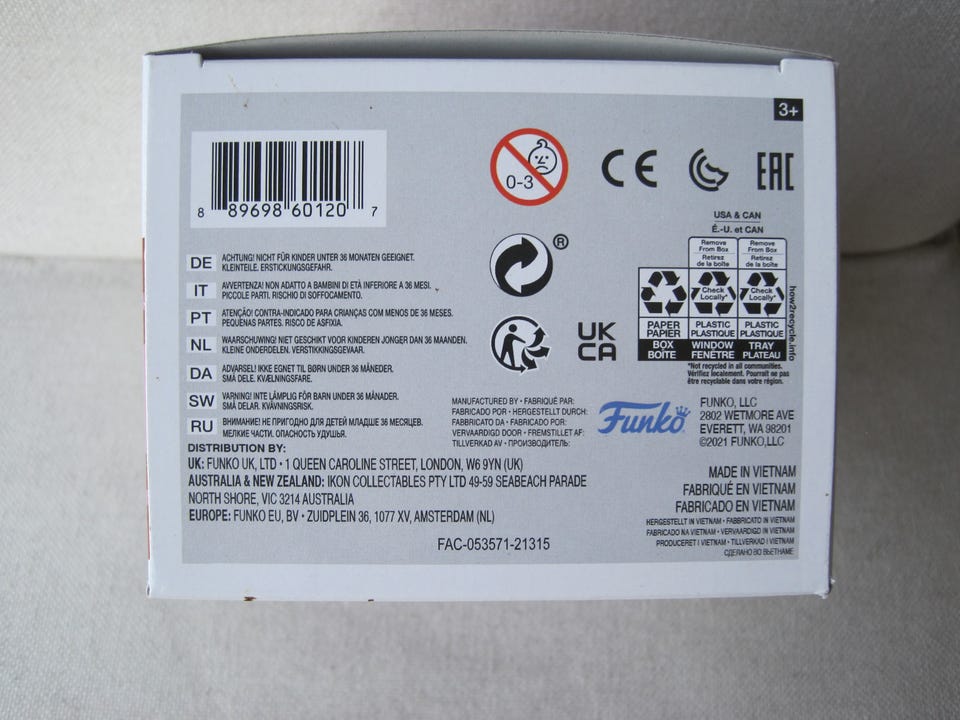 3+
8 89698 60120 7
0-3
CE
EAC
USA & CAN
É.-U. et CAN
Remove From Box
Retirez de la boîte
Remove From Box
Retirez de la boîte
Check Locally*
Check Locally*
PAPER PAPIER
PLASTIC PLASTIQUE
PLASTIC PLASTIQUE
BOX BOÎTE
WINDOW FENÊTRE
TRAY PLATEAU
how2recycle.info
*Not recycled in all communities.
Vérifiez localement. Pourrait ne pas
être recyclable dans votre région.
®
UK
CA
DE ACHTUNG! NICHT FÜR KINDER UNTER 36 MONATEN GEEIGNET.
KLEINTEILE. ERSTICKUNGSGEFAHR.
IT AVVERTENZA! NON ADATTO A BAMBINI DI ETÀ INFERIORE A 36 MESI.
PICCOLE PARTI. RISCHIO DI SOFFOCAMENTO.
PT ATENÇÃO! CONTRA-INDICADO PARA CRIANÇAS COM MENOS DE 36 MESES.
PEQUENAS PARTES. RISCO DE ASFIXIA.
NL WAARSCHUWING! NIET GESCHIKT VOOR KINDEREN JONGER DAN 36 MAANDEN.
KLEINE ONDERDELEN. VERSTIKKINGSGEVAAR.
DA ADVARSEL! IKKE EGNET TIL BØRN UNDER 36 MÅNEDER.
SMÅ DELE. KVÆLNINGSFARE.
SW VARNING! INTE LÄMPLIG FÖR BARN UNDER 36 MÅNADER.
SMÅ DELAR. KVÄVNINGSRISK.
RU ВНИМАНИЕ! НЕ ПРИГОДНО ДЛЯ ДЕТЕЙ МЛАДШЕ 36 МЕСЯЦЕВ.
МЕЛКИЕ ЧАСТИ. ОПАСНОСТЬ УДУШЬЯ.
MANUFACTURED BY • FABRIQUÉ PAR:
FABRICADO POR • HERGESTELLT DURCH:
FABBRICATO DA • FABRICADO POR:
VERVAARDIGD DOOR • FREMSTILLET AF:
TILLVERKAD AV • ПРОИЗВОДИТЕЛЬ:
Funko
FUNKO, LLC
2802 WETMORE AVE
EVERETT, WA 98201
©2021 FUNKO,LLC
DISTRIBUTION BY:
UK: FUNKO UK, LTD • 1 QUEEN CAROLINE STREET, LONDON, W6 9YN (UK)
AUSTRALIA & NEW ZEALAND: IKON COLLECTABLES PTY LTD 49-59 SEABEACH PARADE
NORTH SHORE, VIC 3214 AUSTRALIA
EUROPE: FUNKO EU, BV • ZUIDPLEIN 36, 1077 XV, AMSTERDAM (NL)
MADE IN VIETNAM
FABRIQUÉ EN VIETNAM
FABRICADO EN VIETNAM
HERGESTELLT IN VIETNAM • FABBRICATO IN VIETNAM
FABRICADO NA VIETNAM • VERVAARDIGD IN VIETNAM
PRODUCERET I VIETNAM • TILLVERKAD I VIETNAM
СДЕЛАНО ВО ВЬЕТНАМЕ
FAC-053571-21315